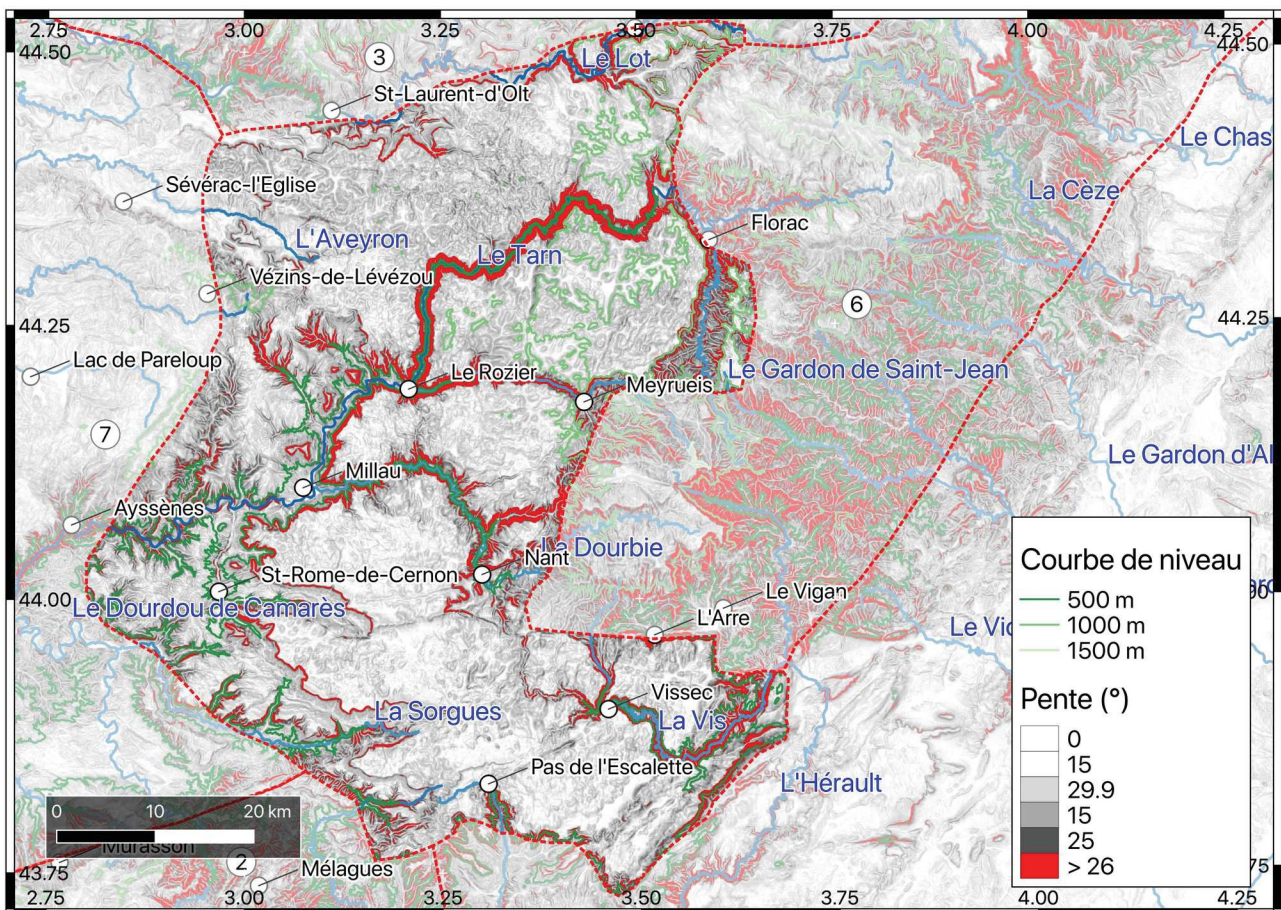 2.75 3.00 3.25 3.50 3.75 4.00 4.25
44.50 44.50
3
Le Lot
St-Laurent-d'Olt
Le Chas
Sévérac-l'Eglise
La Cèze
Florac
L'Aveyron
Le Tarn
Vézins-de-Lévézou
6
44.25 44.25
Lac de Pareloup
Le Rozier
Le Gardon de Saint-Jean
Meyrueis
7
Le Gardon d'Al
Millau
Ayssènes
La Dourbie
Nant
St-Rome-de-Cernon
44.00
Le Vigan
Le Dourdou de Camarès
L'Arre
Le Vid
Vissec
La Sorgues
La Vis
Pas de l'Escalette
L'Hérault
Courbe de niveau
500 m
1000 m
1500 m
Pente (°)
0
15
29.9
15
25
> 26
0 10 20 km
Murasson
2
Mélagues
43.75
2.75 3.00 3.25 3.50 3.75 4.00 4.25